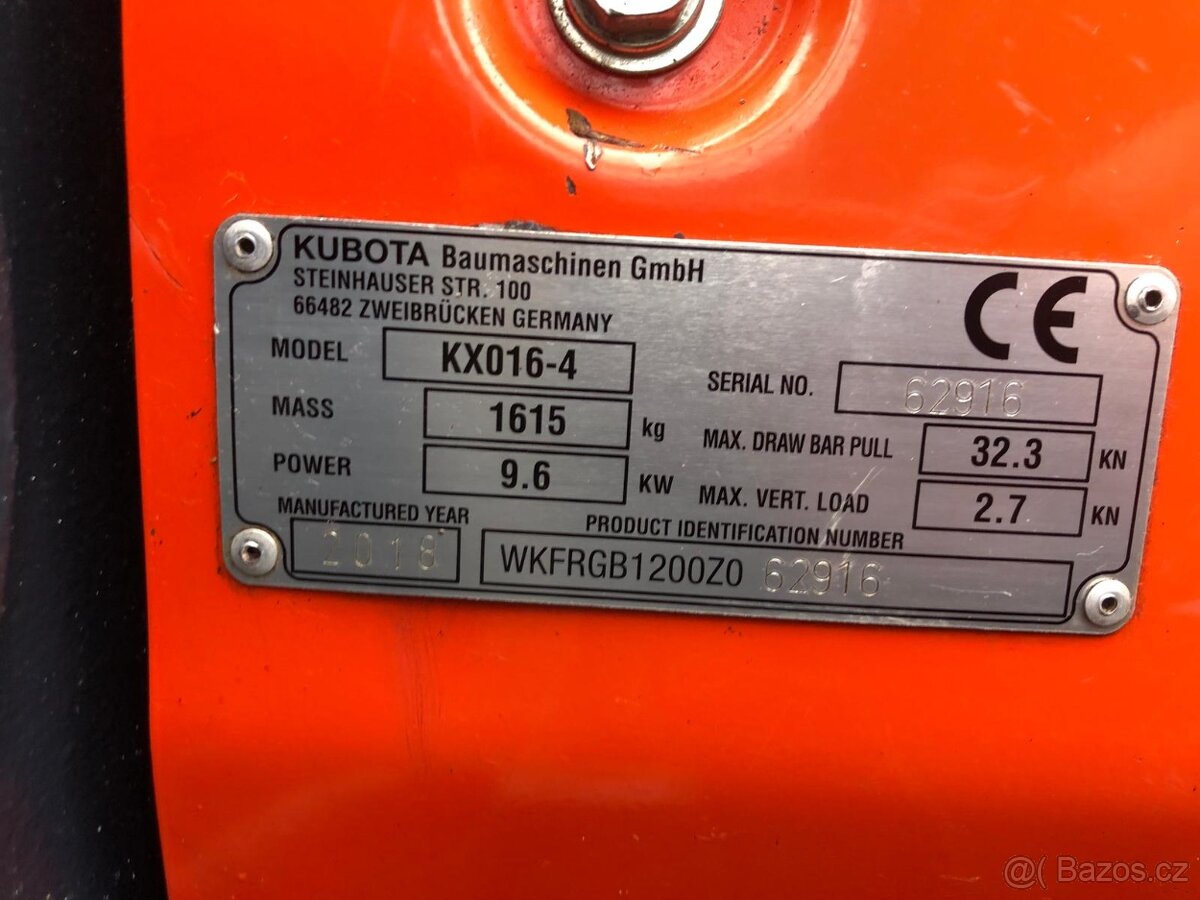 KUBOTA Baumaschinen GmbH
STEINHAUSER STR. 100
66482 ZWEIBRÜCKEN GERMANY
CE
MODEL KX016-4
SERIAL NO. 62916
MASS 1615 kg
MAX. DRAW BAR PULL 32.3 KN
POWER 9.6 KW
MAX. VERT. LOAD 2.7 KN
MANUFACTURED YEAR
2018
PRODUCT IDENTIFICATION NUMBER
WKFRGB1200Z0 62916
@( Bazos.cz